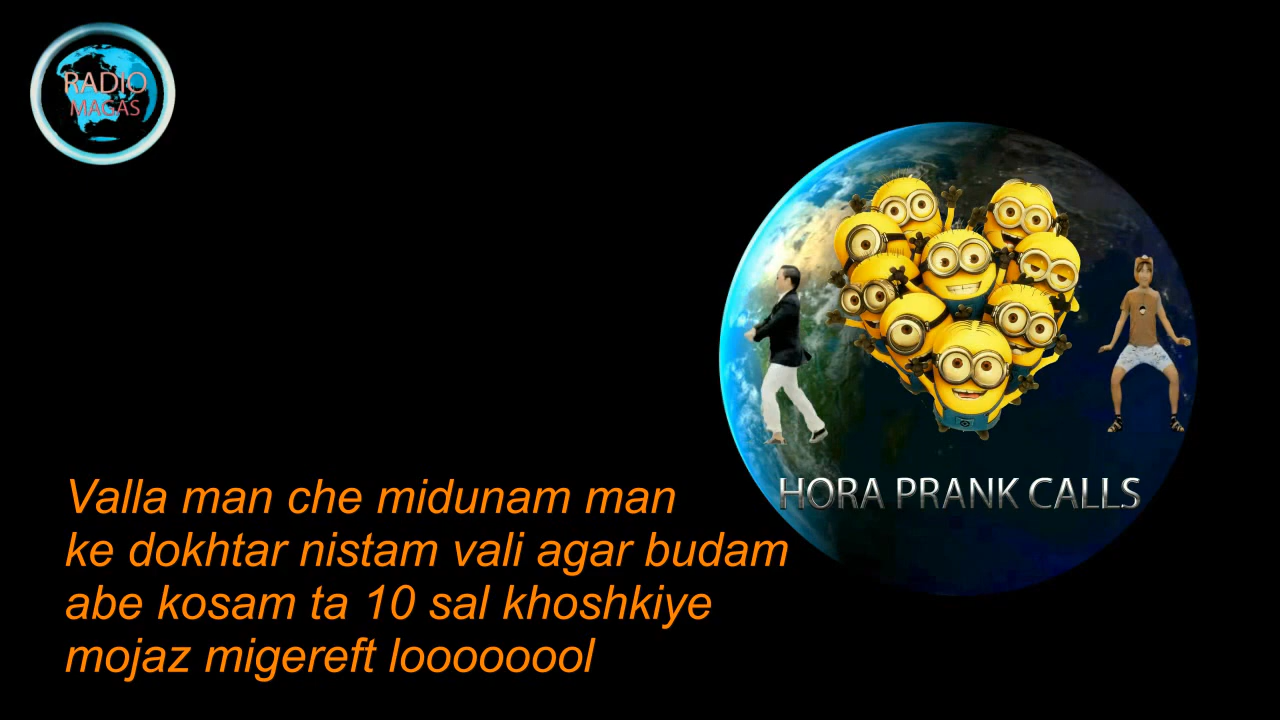 RADIO
MAGAS
HORA PRANK CALLS
Valla man che midunam man
ke dokhtar nistam vali agar budam
abe kosam ta 10 sal khoshkiye
mojaz migereft loooooool